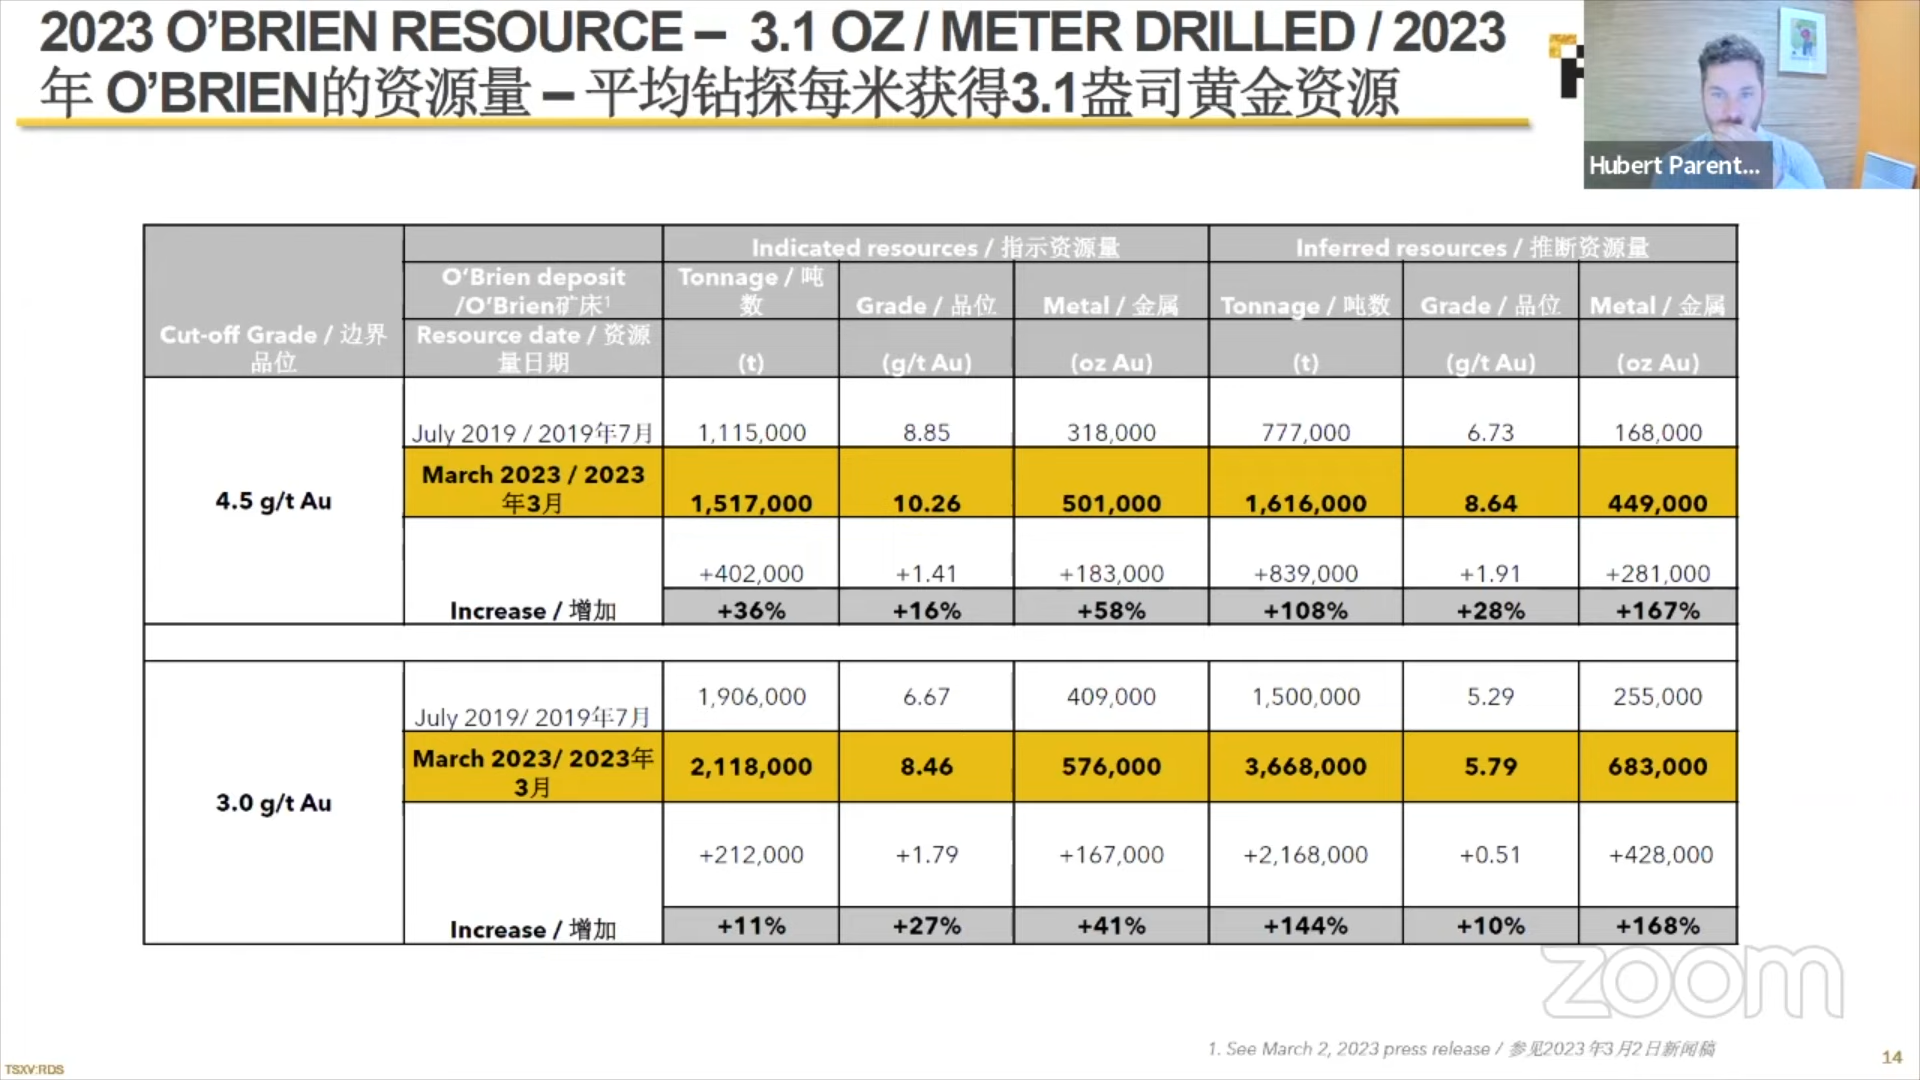 2023 O’BRIEN RESOURCE – 3.1 OZ / METER DRILLED / 2023
年 O’BRIEN的资源量 – 平均钻探每米获得3.1盎司黄金资源
Hubert Parent...
Indicated resources / 指示资源量
Inferred resources / 推断资源量
Cut-off Grade / 边界
品位
O’Brien deposit
/O’Brien矿床1
Tonnage / 吨
数
Grade / 品位
Metal / 金属
Tonnage / 吨数
Grade / 品位
Metal / 金属
Resource date / 资源
量日期
(t)
(g/t Au)
(oz Au)
(t)
(g/t Au)
(oz Au)
4.5 g/t Au
July 2019 / 2019年7月
1,115,000
8.85
318,000
777,000
6.73
168,000
March 2023 / 2023
年3月
1,517,000
10.26
501,000
1,616,000
8.64
449,000
Increase / 增加
+402,000
+1.41
+183,000
+839,000
+1.91
+281,000
+36%
+16%
+58%
+108%
+28%
+167%
3.0 g/t Au
July 2019/ 2019年7月
1,906,000
6.67
409,000
1,500,000
5.29
255,000
March 2023/ 2023年
3月
2,118,000
8.46
576,000
3,668,000
5.79
683,000
Increase / 增加
+212,000
+1.79
+167,000
+2,168,000
+0.51
+428,000
+11%
+27%
+41%
+144%
+10%
+168%
zoom
1. See March 2, 2023 press release / 参见2023年3月2日新闻稿
TSXV:RDS
14